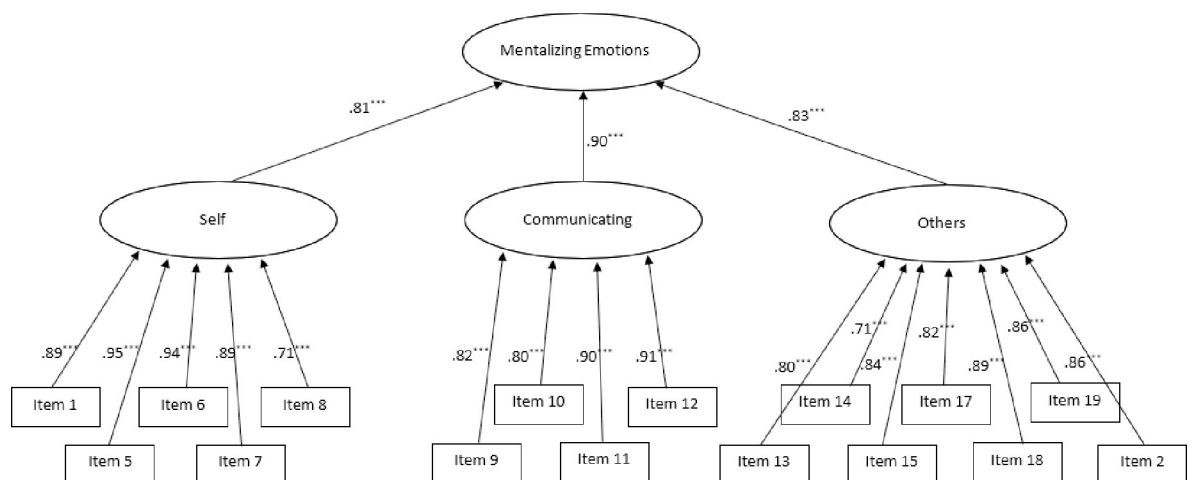 Mentalizing Emotions
.81***
.90***
.83***
Self
Communicating
Others
.89***
.95***
.94***
.89***
.71***
.82***
.80***
.90***
.91***
.80***
.71***
.84***
.82***
.89***
.86***
.86***
Item 1
Item 6
Item 8
Item 10
Item 12
Item 14
Item 17
Item 19
Item 5
Item 7
Item 9
Item 11
Item 13
Item 15
Item 18
Item 2